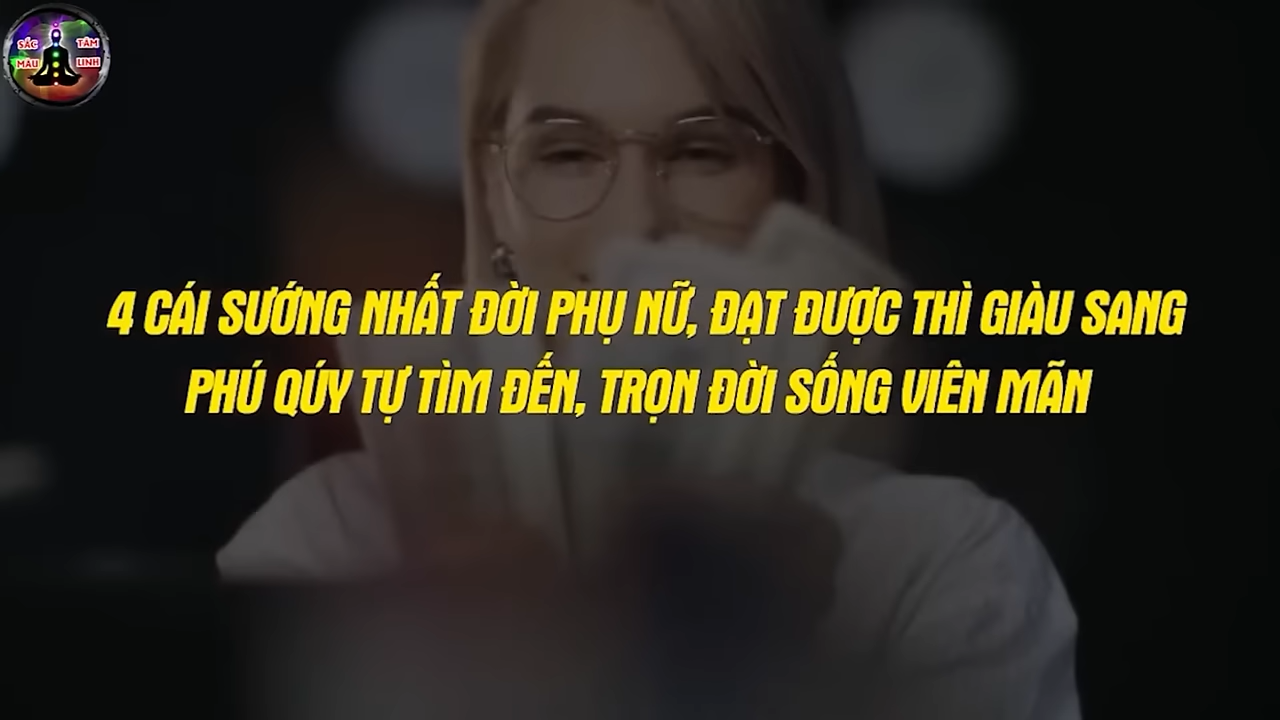 SẮC TÂM
MÀU LINH
4 CÁI SƯỚNG NHẤT ĐỜI PHỤ NỮ, ĐẠT ĐƯỢC THÌ GIÀU SANG
PHÚ QÚY TỰ TÌM ĐẾN, TRỌN ĐỜI SỐNG VIÊN MÃN